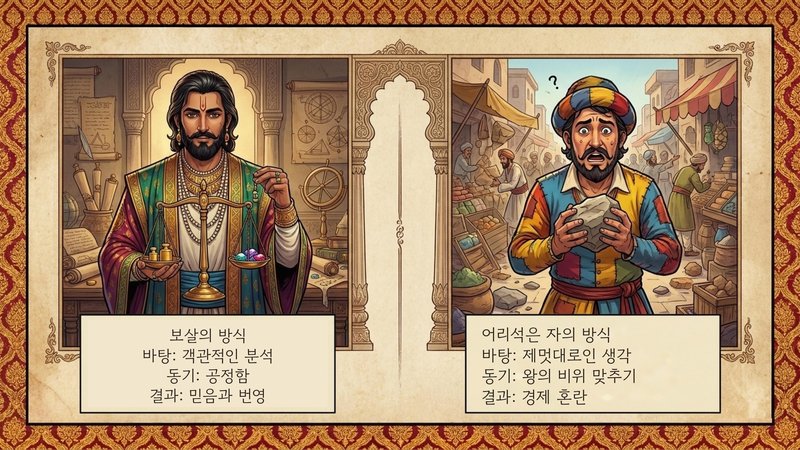 보살의 방식
바탕: 객관적인 분석
동기: 공정함
결과: 믿음과 번영
?
어리석은 자의 방식
바탕: 제멋대로인 생각
동기: 왕의 비위 맞추기
결과: 경제 혼란